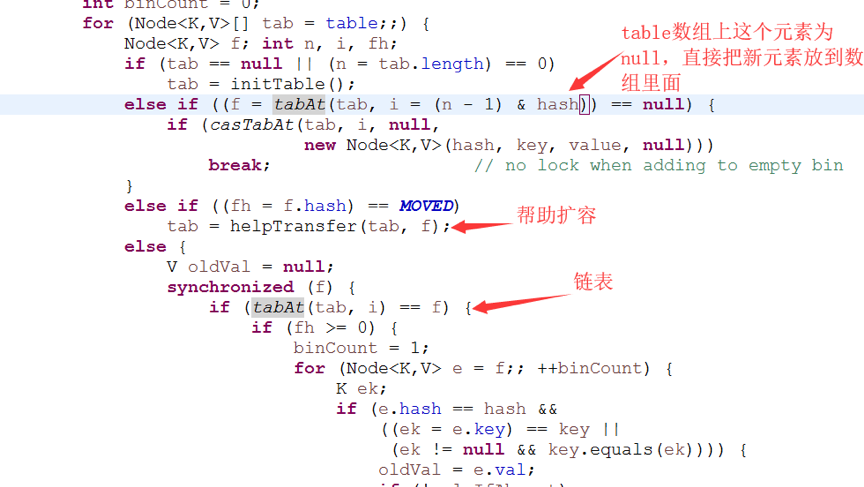 int binCount = 0;
for (Node<K,V>[] tab = table;;) {
Node<K,V> f; int n, i, fh;
if (tab == null || (n = tab.length) == 0)
tab = initTable();
else if ((f = tabAt(tab, i = (n - 1) & hash)) == null) {
if (casTabAt(tab, i, null,
new Node<K,V>(hash, key, value, null)))
break; // no lock when adding to empty bin
}
else if ((fh = f.hash) == MOVED)
tab = helpTransfer(tab, f);
else {
V oldVal = null;
synchronized (f) {
if (tabAt(tab, i) == f) {
if (fh >= 0) {
binCount = 1;
for (Node<K,V> e = f;; ++binCount) {
K ek;
if (e.hash == hash &&
((ek = e.key) == key ||
(ek != null && key.equals(ek)))) {
oldVal = e.val;
table数组上这个元素为
null，直接把新元素放到数
组里面
帮助扩容
链表